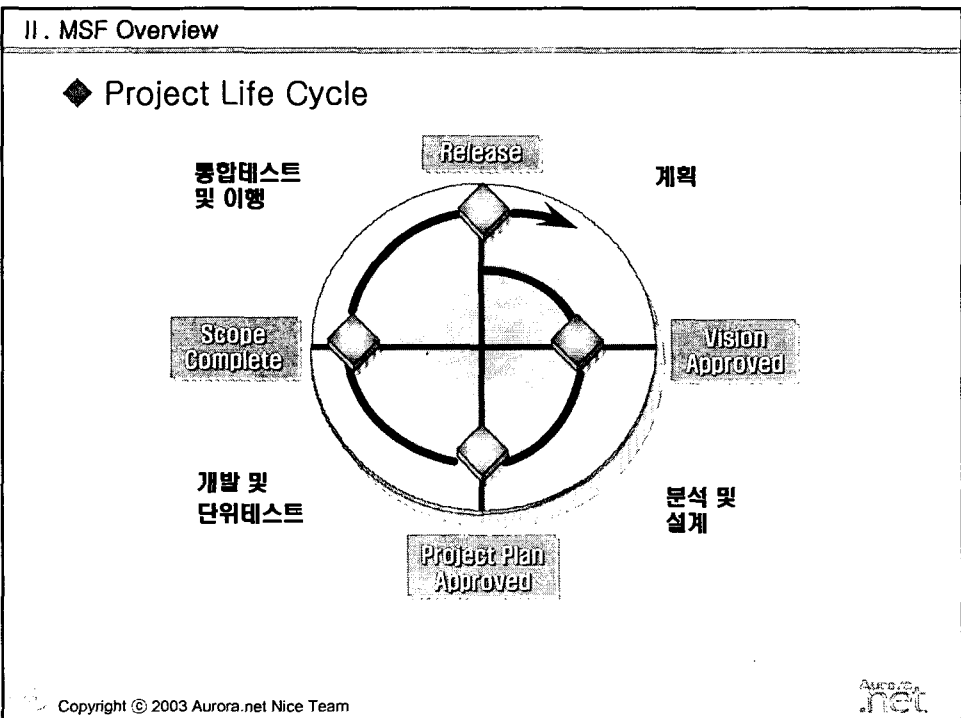 II. MSF Overview
◆ Project Life Cycle
Release
통합테스트
및 이행
계획
Scope
Complete
Vision
Approved
개발 및
단위테스트
분석 및
설계
Project Plan
Approved
Copyright © 2003 Aurora.net Nice Team
Aurora.
.net